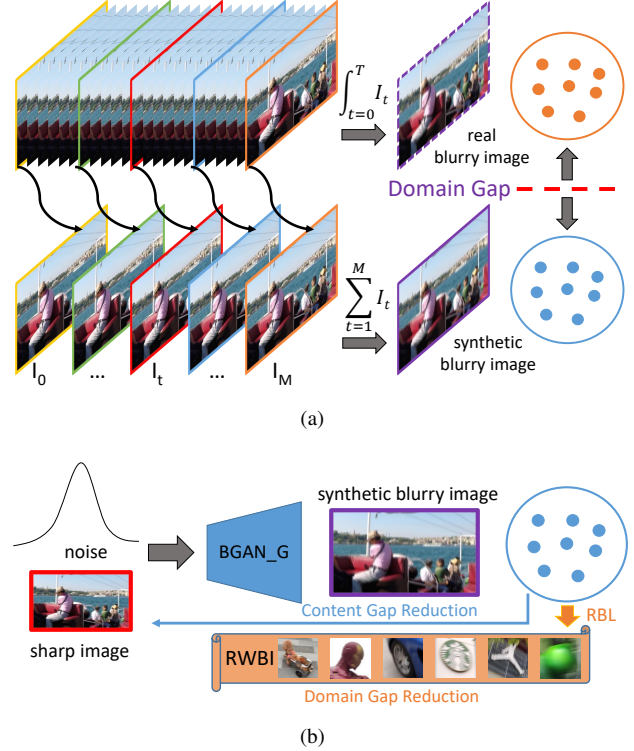 ∫_{t=0}^{T} I_t
real
blurry image
Domain Gap
∑_{t=1}^{M} I_t
synthetic
blurry image
I_0 ... I_t ... I_M
(a)
noise
sharp image
BGAN_G
synthetic blurry image
Content Gap Reduction
RBL
RWBI
Domain Gap Reduction
(b)